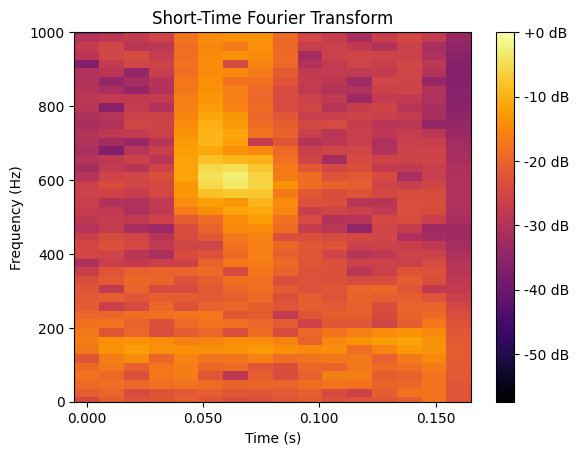 Short-Time Fourier Transform
1000
800
600
400
200
0
Frequency (Hz)
0.000
0.050
0.100
0.150
Time (s)
+0 dB
-10 dB
-20 dB
-30 dB
-40 dB
-50 dB